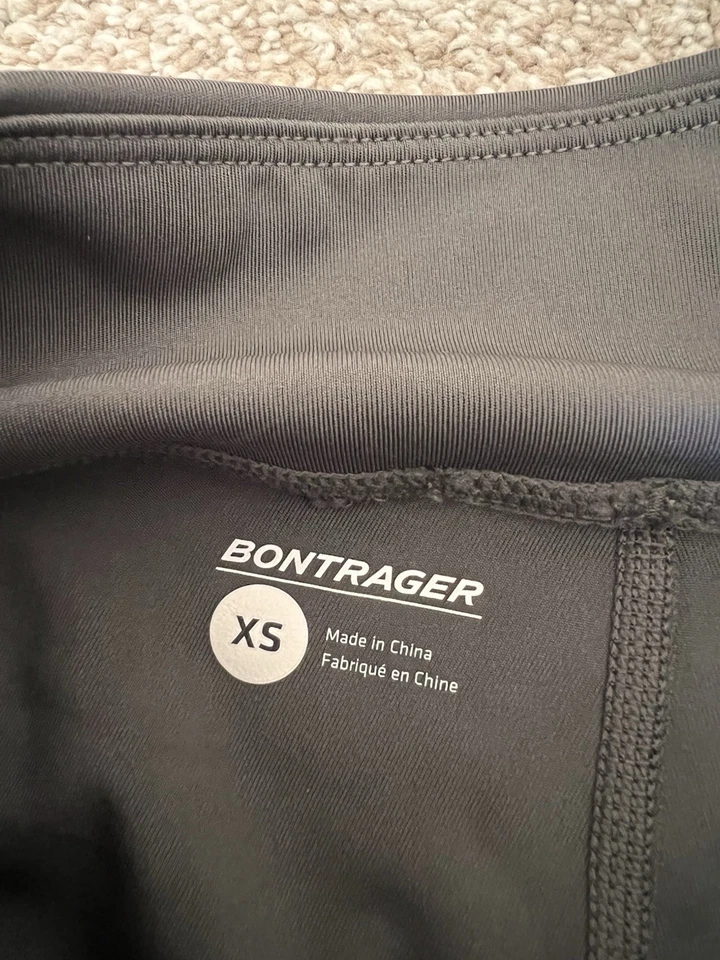 BONTRAGER
XS
Made in China
Fabriqué en Chine